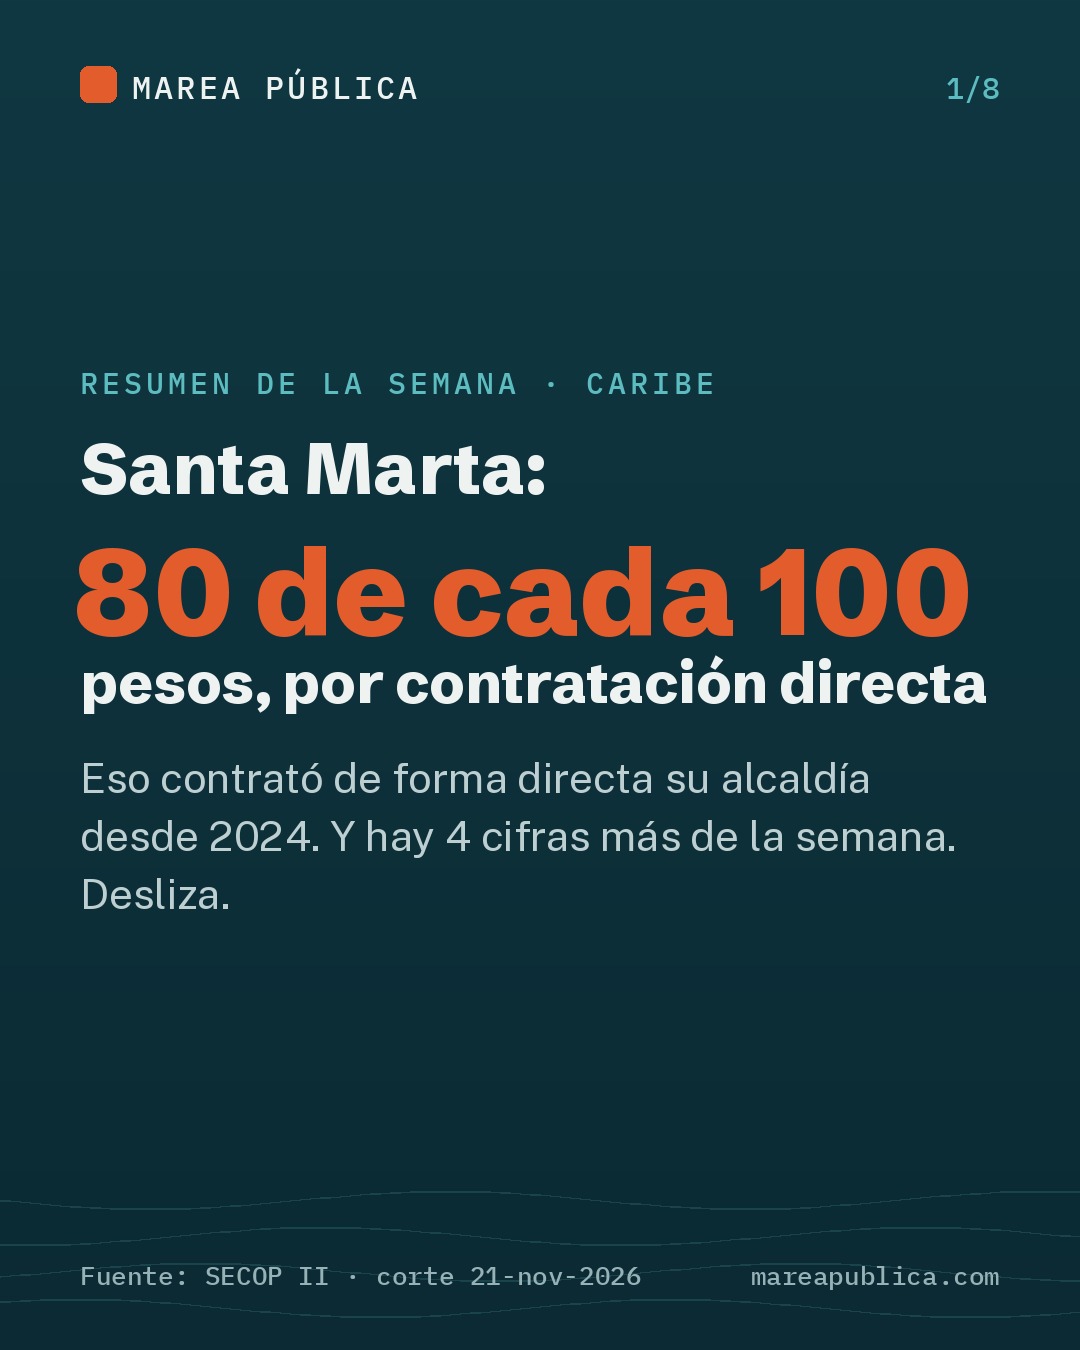 MAREA PÚBLICA
1/8
RESUMEN DE LA SEMANA · CARIBE
Santa Marta:
80 de cada 100
pesos, por contratación directa
Eso contrató de forma directa su alcaldía
desde 2024. Y hay 4 cifras más de la semana.
Desliza.
Fuente: SECOP II · corte 21-nov-2026
mareapublica.com